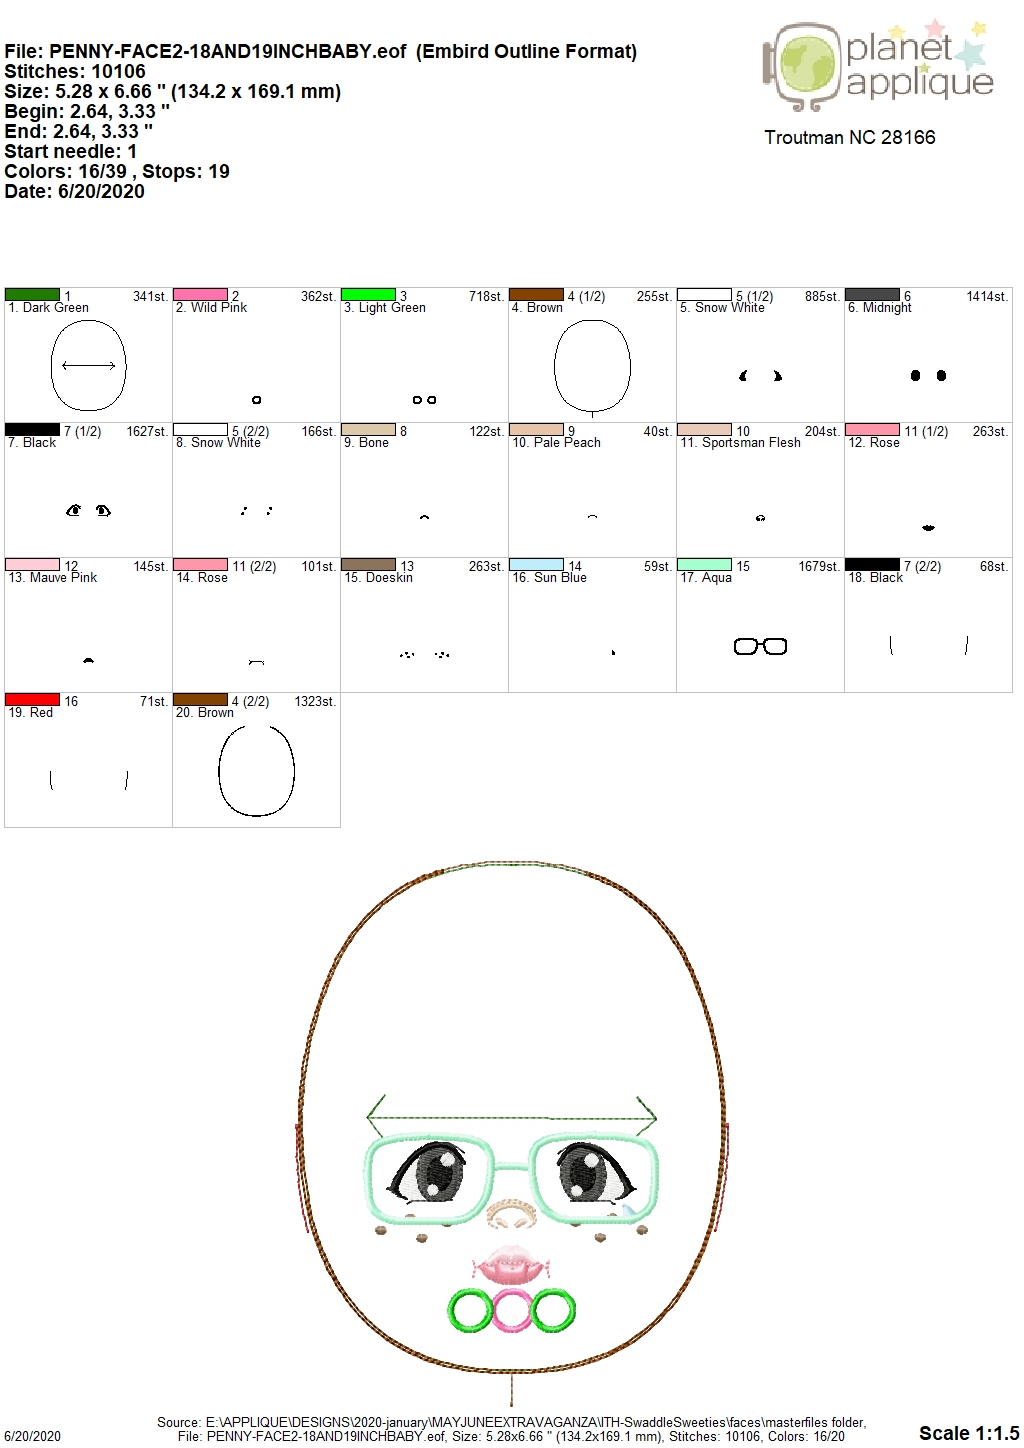 File: PENNY-FACE2-18AND19INCHBABY.eof (Embird Outline Format)
Stitches: 10106
Size: 5.28 x 6.66 " (134.2 x 169.1 mm)
Begin: 2.64, 3.33 "
End: 2.64, 3.33 "
Start needle: 1
Colors: 16/39 , Stops: 19
Date: 6/20/2020
planet
applique
Troutman NC 28166
1 341st. 2 362st. 3 718st. 4 (1/2) 255st. 5 (1/2) 885st. 6 1414st.
1. Dark Green 2. Wild Pink 3. Light Green 4. Brown 5. Snow White 6. Midnight
7 (1/2) 1627st. 5 (2/2) 166st. 8 122st. 9 40st. 10 204st. 11 (1/2) 263st.
7. Black 8. Snow White 9. Bone 10. Pale Peach 11. Sportsman Flesh 12. Rose
12 145st. 11 (2/2) 101st. 13 263st. 14 59st. 15 1679st. 7 (2/2) 68st.
13. Mauve Pink 14. Rose 15. Doeskin 16. Sun Blue 17. Aqua 18. Black
16 71st. 4 (2/2) 1323st.
19. Red 20. Brown
Source: E:\APPLIQUE\DESIGNS\2020-january\MAYJUNEEXTRAVAGANZA\ITH-SwaddleSweeties\faces\masterfiles folder,
6/20/2020 File: PENNY-FACE2-18AND19INCHBABY.eof, Size: 5.28x6.66 " (134.2x169.1 mm), Stitches: 10106, Colors: 16/20 Scale 1:1.5